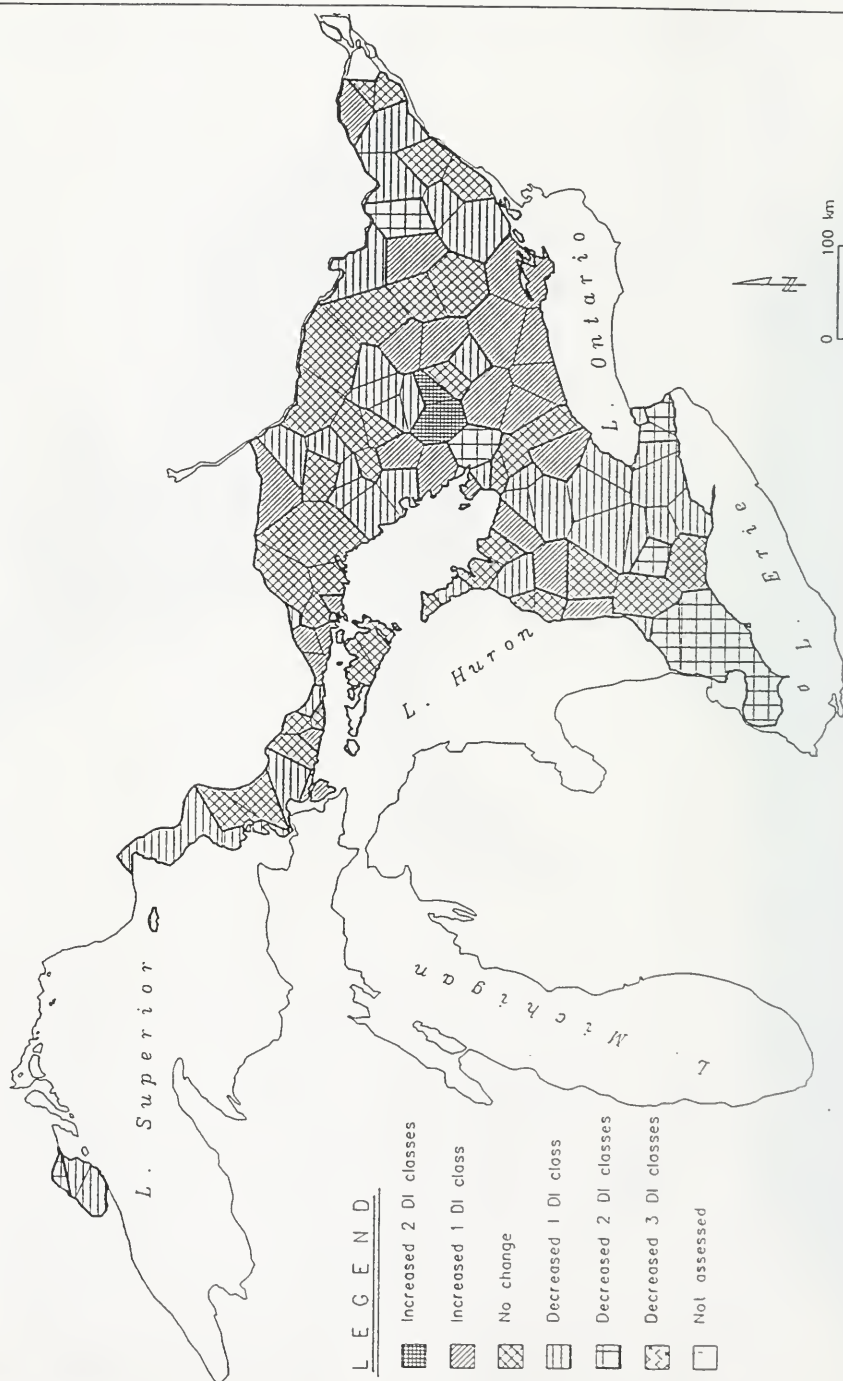 L. Superior
L. Michigan
L. Huron
L. Erie
L. Ontario
N
0 100 km
LEGEND
Increased 2 DI classes
Increased 1 DI class
No change
Decreased 1 DI class
Decreased 2 DI classes
Decreased 3 DI classes
Not assessed